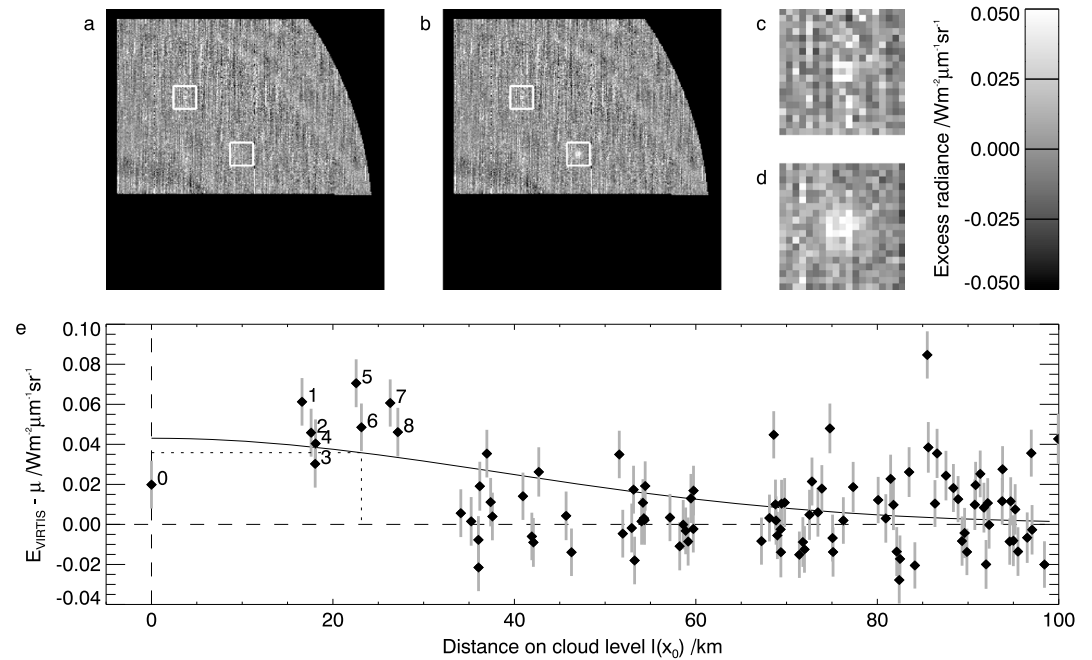 a
b
c
d
Excess radiance /Wm⁻²µm⁻¹sr⁻¹
0.050
0.025
0.000
-0.025
-0.050
e
E_VIRTIS - µ /Wm⁻²µm⁻¹sr⁻¹
0.10
0.08
0.06
0.04
0.02
0.00
-0.02
-0.04
0
1
2
4
3
5
6
7
8
0 20 40 60 80 100
Distance on cloud level l(x₀) /km